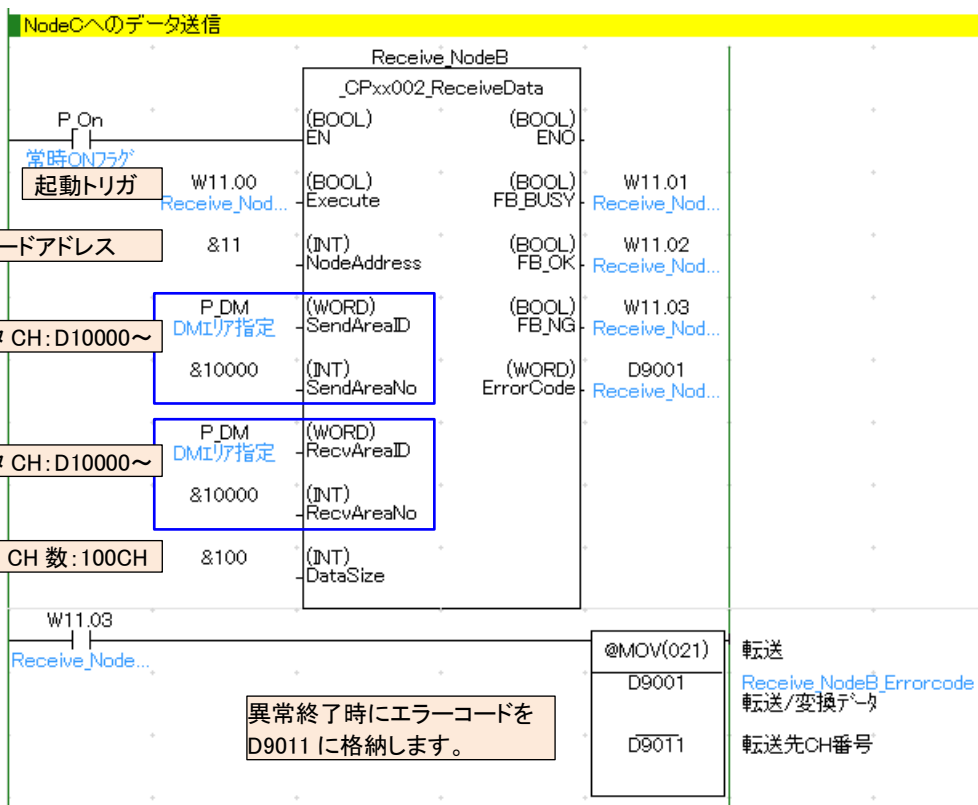 NodeCへのデータ送信
Receive_NodeB
_CPxx002_ReceiveData
P_On
(BOOL)
EN
(BOOL)
ENO
常時ONフラグ
起動トリガ
W11.00
Receive_Nod...
(BOOL)
Execute
(BOOL)
FB_BUSY
W11.01
Receive_Nod...
ードアドレス
&11
(INT)
NodeAddress
(BOOL)
FB_OK
W11.02
Receive_Nod...
CH:D10000～
P_DM
DMエリア指定
(WORD)
SendAreaID
(BOOL)
FB_NG
W11.03
Receive_Nod...
&10000
(INT)
SendAreaNo
(WORD)
ErrorCode
D9001
Receive_Nod...
CH:D10000～
P_DM
DMエリア指定
(WORD)
RecvAreaID
&10000
(INT)
RecvAreaNo
CH 数:100CH
&100
(INT)
DataSize
W11.03
Receive_Node...
@MOV(021)
転送
D9001
Receive_NodeB_Errorcode
転送/変換データ
異常終了時にエラーコードを
D9011 に格納します。
D9011
転送先CH番号